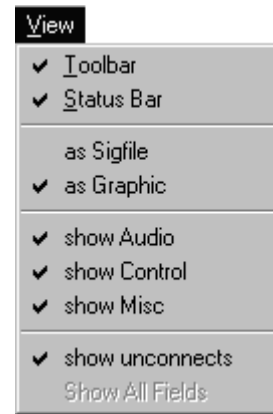 View
Toolbar
Status Bar
as Sigfile
as Graphic
show Audio
show Control
show Misc
show unconnects
Show All Fields